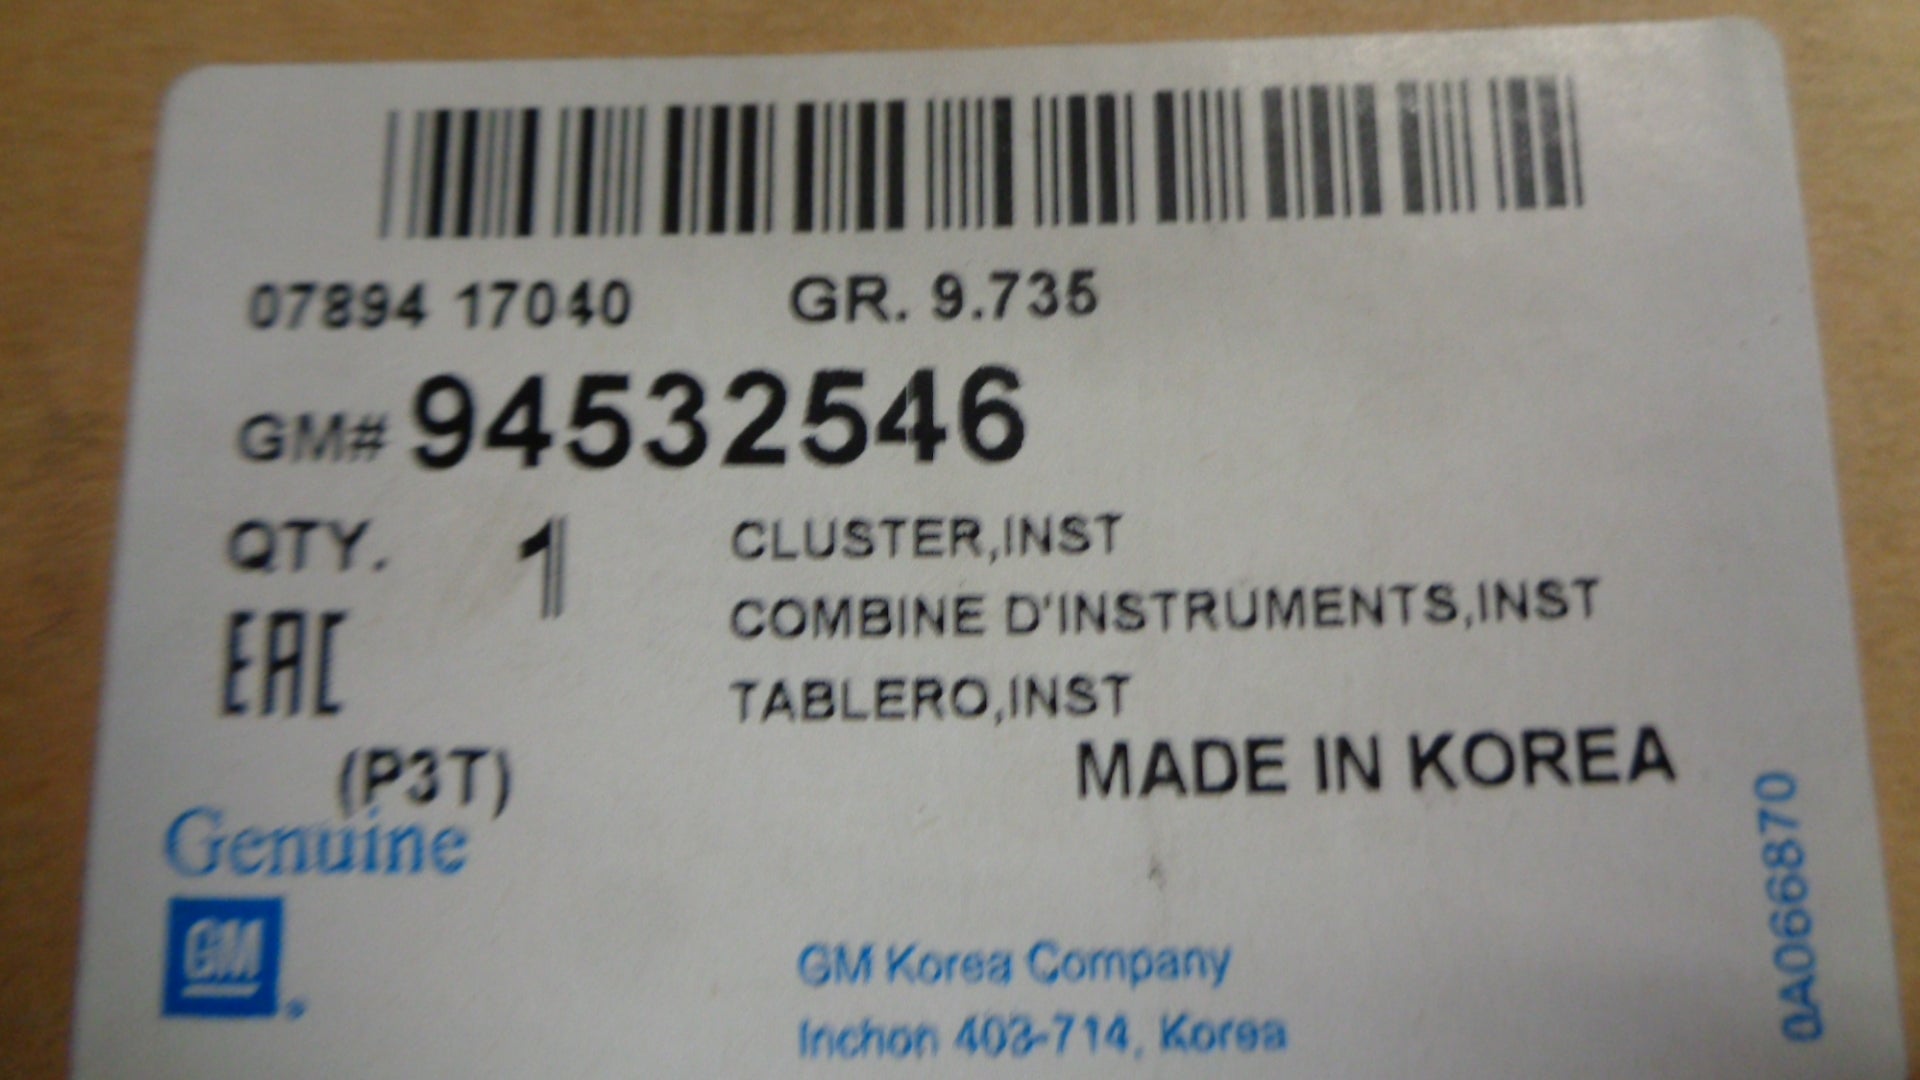 07894 17040 GR. 9.735
GM# 94532546
QTY. 1
CLUSTER,INST
COMBINE D'INSTRUMENTS,INST
TABLERO,INST
EAC
(P3T)
MADE IN KOREA
Genuine
GM
GM Korea Company
Inchon 403-714, Korea
0A066870